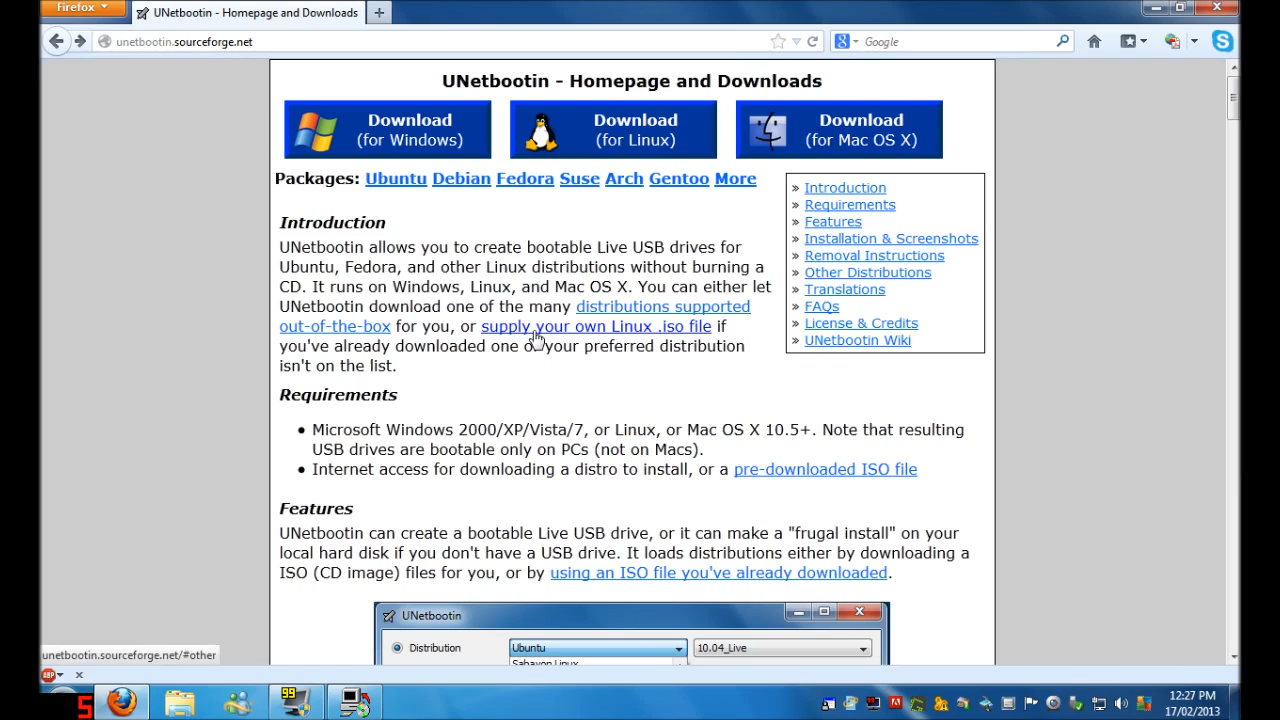 Firefox
UNetbootin - Homepage and Downloads
unetbootin.sourceforge.net
Google
UNetbootin - Homepage and Downloads
Download
(for Windows)
Download
(for Linux)
Download
(for Mac OS X)
Packages: Ubuntu Debian Fedora Suse Arch Gentoo More
» Introduction
» Requirements
» Features
» Installation & Screenshots
» Removal Instructions
» Other Distributions
» Translations
» FAQs
» License & Credits
» UNetbootin Wiki
Introduction
UNetbootin allows you to create bootable Live USB drives for
Ubuntu, Fedora, and other Linux distributions without burning a
CD. It runs on Windows, Linux, and Mac OS X. You can either let
UNetbootin download one of the many distributions supported
out-of-the-box for you, or supply your own Linux .iso file if
you've already downloaded one or your preferred distribution
isn't on the list.
Requirements
• Microsoft Windows 2000/XP/Vista/7, or Linux, or Mac OS X 10.5+. Note that resulting
USB drives are bootable only on PCs (not on Macs).
• Internet access for downloading a distro to install, or a pre-downloaded ISO file
Features
UNetbootin can create a bootable Live USB drive, or it can make a "frugal install" on your
local hard disk if you don't have a USB drive. It loads distributions either by downloading a
ISO (CD image) files for you, or by using an ISO file you've already downloaded.
UNetbootin
Distribution
Ubuntu
10.04_Live
Sabayon Linux
unetbootin.sourceforge.net/#other
ABP
5
99
12:27 PM
17/02/2013